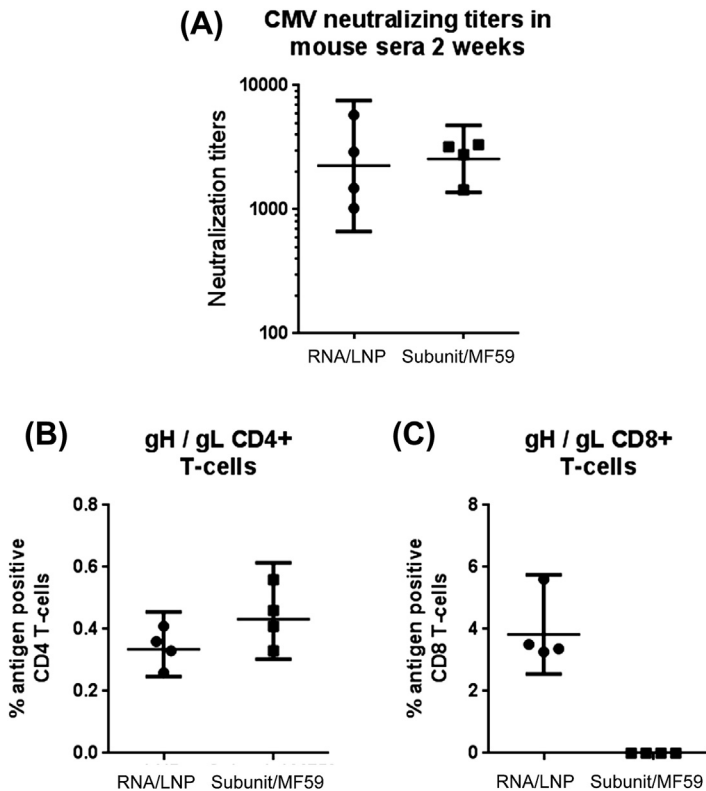 (A)
CMV neutralizing titers in
mouse sera 2 weeks
10000
1000
100
Neutralization titers
RNA/LNP
Subunit/MF59
(B)
gH / gL CD4+
T-cells
0.8
0.6
0.4
0.2
0.0
% antigen positive
CD4 T-cells
RNA/LNP
Subunit/MF59
(C)
gH / gL CD8+
T-cells
8
6
4
2
0
% antigen positive
CD8 T-cells
RNA/LNP
Subunit/MF59